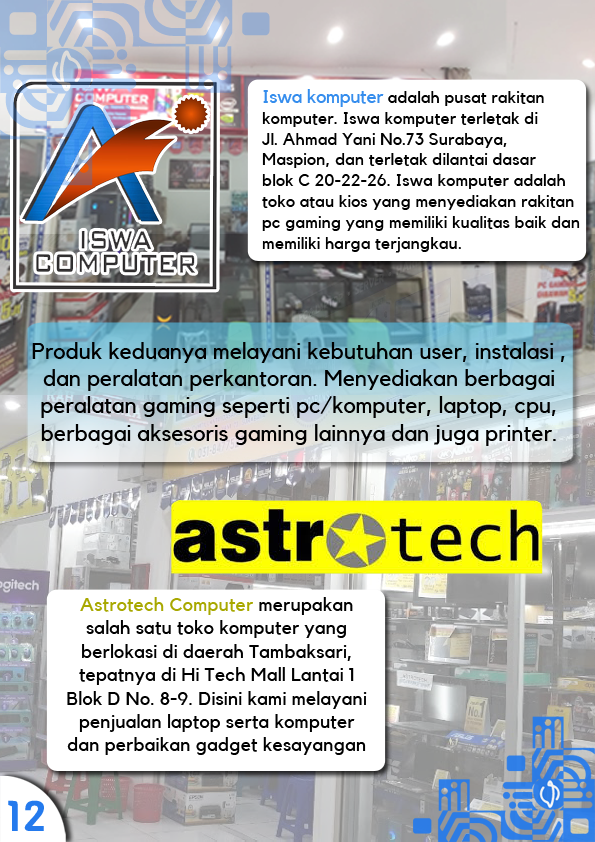 ISWA
COMPUTER
Iswa komputer adalah pusat rakitan
komputer. Iswa komputer terletak di
Jl. Ahmad Yani No.73 Surabaya,
Maspion, dan terletak dilantai dasar
blok C 20-22-26. Iswa komputer adalah
toko atau kios yang menyediakan rakitan
pc gaming yang memiliki kualitas baik dan
memiliki harga terjangkau.
Produk keduanya melayani kebutuhan user, instalasi ,
dan peralatan perkantoran. Menyediakan berbagai
peralatan gaming seperti pc/komputer, laptop, cpu,
berbagai aksesoris gaming lainnya dan juga printer.
astrotech
logitech
Astrotech Computer merupakan
salah satu toko komputer yang
berlokasi di daerah Tambaksari,
tepatnya di Hi Tech Mall Lantai 1
Blok D No. 8-9. Disini kami melayani
penjualan laptop serta komputer
dan perbaikan gadget kesayangan
12